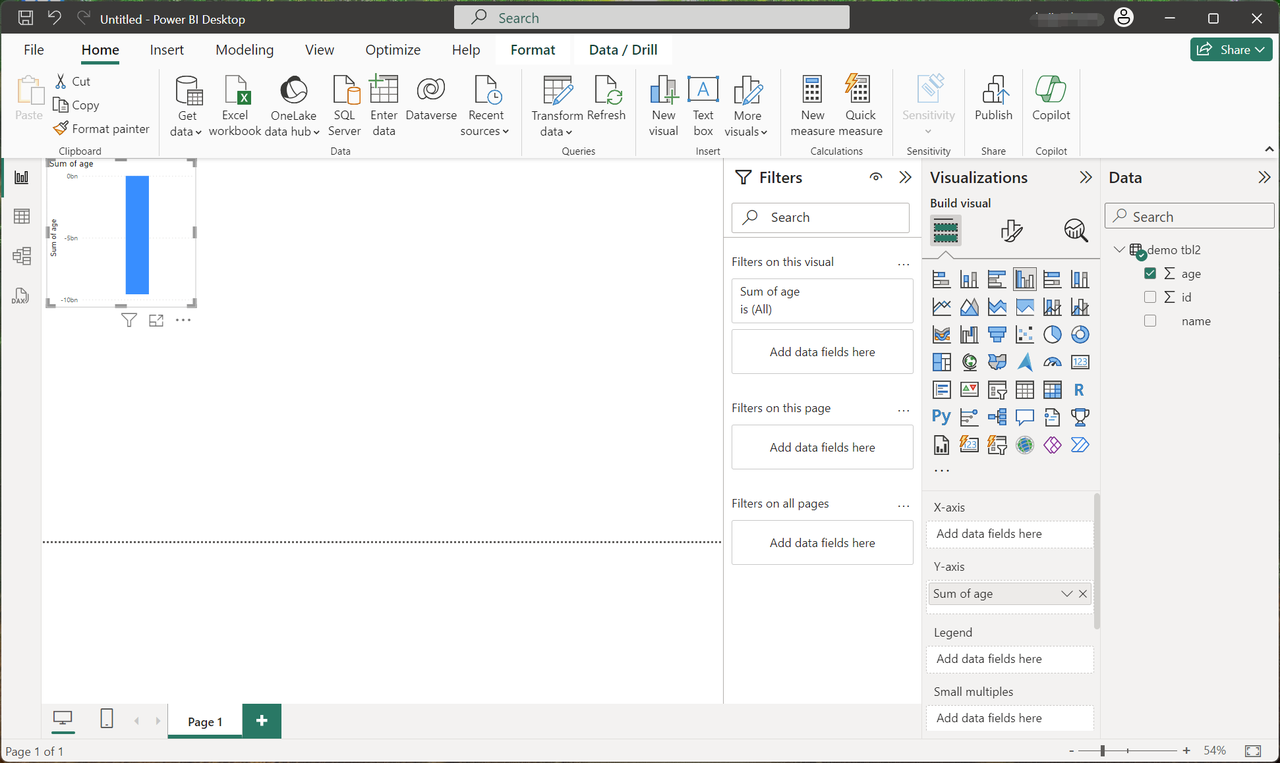 Untitled - Power BI Desktop
Search
File Home Insert Modeling View Optimize Help Format Data / Drill
Share
Paste
Cut
Copy
Format painter
Clipboard
Get data
Excel workbook
OneLake data hub
SQL Server
Enter data
Dataverse
Recent sources
Data
Transform data
Refresh
Queries
New visual
Text box
More visuals
Insert
New measure
Quick measure
Calculations
Sensitivity
Sensitivity
Publish
Share
Copilot
Copilot
DAX
Sum of age
Sum of age
0bn
-5bn
-10bn
Filters
Search
Filters on this visual
...
Sum of age
is (All)
Add data fields here
Filters on this page
...
Add data fields here
Filters on all pages
...
Add data fields here
Visualizations
Build visual
123
R
Py
123
...
X-axis
Add data fields here
Y-axis
Sum of age
Legend
Add data fields here
Small multiples
Add data fields here
Data
Search
demo tbl2
Σ age
Σ id
name
Page 1
+
Page 1 of 1
- + 54%